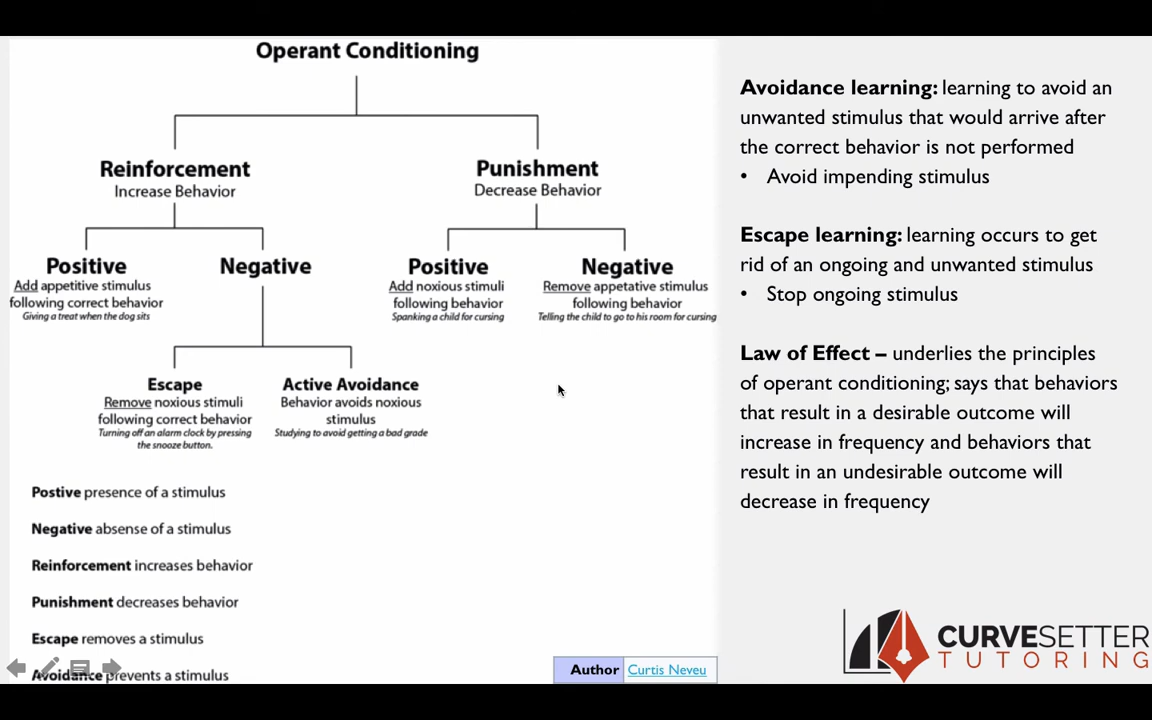 Operant Conditioning
Reinforcement
Increase Behavior
Punishment
Decrease Behavior
Positive
Add appetitive stimulus
following correct behavior
Giving a treat when the dog sits
Negative
Positive
Add noxious stimuli
following behavior
Spanking a child for cursing
Negative
Remove appetative stimulus
following behavior
Telling the child to go to his room for cursing
Escape
Remove noxious stimuli
following correct behavior
Turning off an alarm clock by pressing
the snooze button.
Active Avoidance
Behavior avoids noxious
stimulus
Studying to avoid getting a bad grade
Postive presence of a stimulus
Negative absense of a stimulus
Reinforcement increases behavior
Punishment decreases behavior
Escape removes a stimulus
Avoidance prevents a stimulus
Author Curtis Neveu
Avoidance learning: learning to avoid an
unwanted stimulus that would arrive after
the correct behavior is not performed
• Avoid impending stimulus
Escape learning: learning occurs to get
rid of an ongoing and unwanted stimulus
• Stop ongoing stimulus
Law of Effect – underlies the principles
of operant conditioning; says that behaviors
that result in a desirable outcome will
increase in frequency and behaviors that
result in an undesirable outcome will
decrease in frequency
CURVESETTER
TUTORING